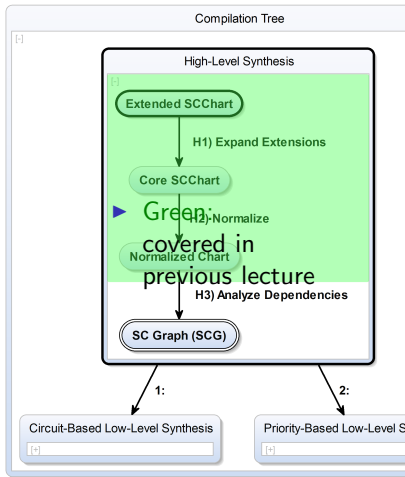 Compilation Tree
[-]
High-Level Synthesis
[-]
Extended SCChart
H1) Expand Extensions
Core SCChart
Green:
H2) Normalize
covered in
Normalized Chart
previous lecture
H3) Analyze Dependencies
SC Graph (SCG)
1:
2:
Circuit-Based Low-Level Synthesis
[+]
Priority-Based Low-Level S
[+]